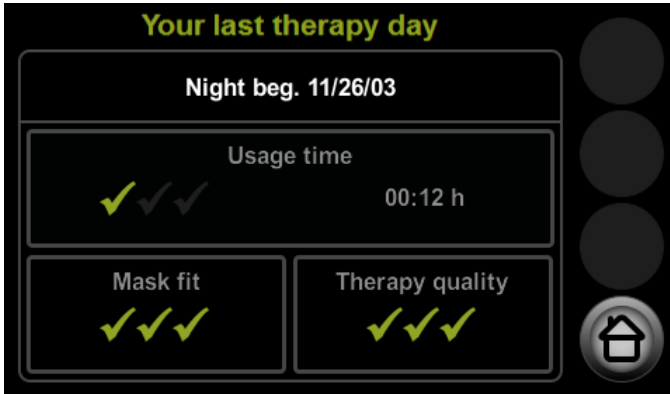 Your last therapy day
Night beg. 11/26/03
Usage time
00:12 h
Mask fit
Therapy quality